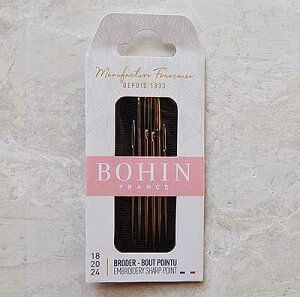 Manufacture Française
DEPUIS 1833
BOHIN
FRANCE
18
20
24
BRODER - BOUT POINTU
EMBROIDERY SHARP POINT